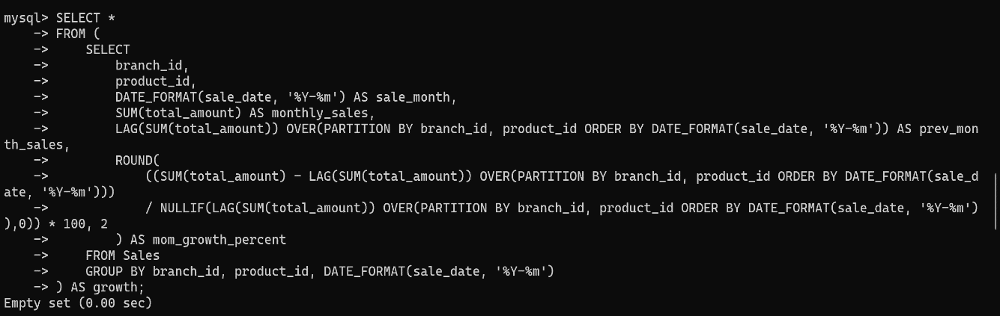 mysql> SELECT *
    -> FROM (
    ->     SELECT
    ->         branch_id,
    ->         product_id,
    ->         DATE_FORMAT(sale_date, '%Y-%m') AS sale_month,
    ->         SUM(total_amount) AS monthly_sales,
    ->         LAG(SUM(total_amount)) OVER(PARTITION BY branch_id, product_id ORDER BY DATE_FORMAT(sale_date, '%Y-%m')) AS prev_mon
th_sales,
    ->         ROUND(
    ->             ((SUM(total_amount) - LAG(SUM(total_amount)) OVER(PARTITION BY branch_id, product_id ORDER BY DATE_FORMAT(sale_d
ate, '%Y-%m')))
    ->             / NULLIF(LAG(SUM(total_amount)) OVER(PARTITION BY branch_id, product_id ORDER BY DATE_FORMAT(sale_date, '%Y-%m')
),0)) * 100, 2
    ->         ) AS mom_growth_percent
    ->     FROM Sales
    ->     GROUP BY branch_id, product_id, DATE_FORMAT(sale_date, '%Y-%m')
    -> ) AS growth;
Empty set (0.00 sec)